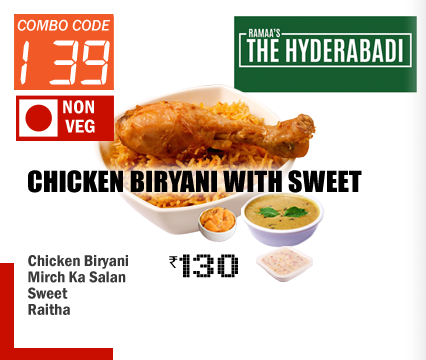 COMBO CODE
139
NON
VEG
RAMAA'S
THE HYDERABADI
CHICKEN BIRYANI WITH SWEET
Chicken Biryani
Mirch Ka Salan
Sweet
Raitha
₹130